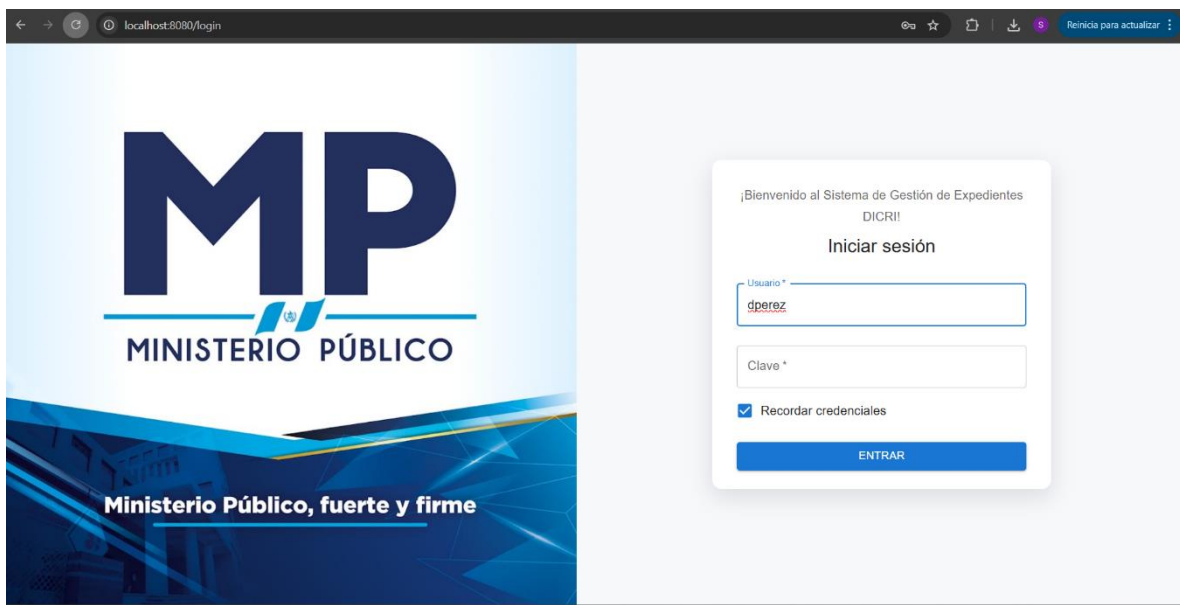 localhost:8080/login
S
Reinicia para actualizar
MP
MINISTERIO PÚBLICO
Ministerio Público, fuerte y firme
¡Bienvenido al Sistema de Gestión de Expedientes
DICRI!
Iniciar sesión
Usuario *
dperez
Clave *
Recordar credenciales
ENTRAR